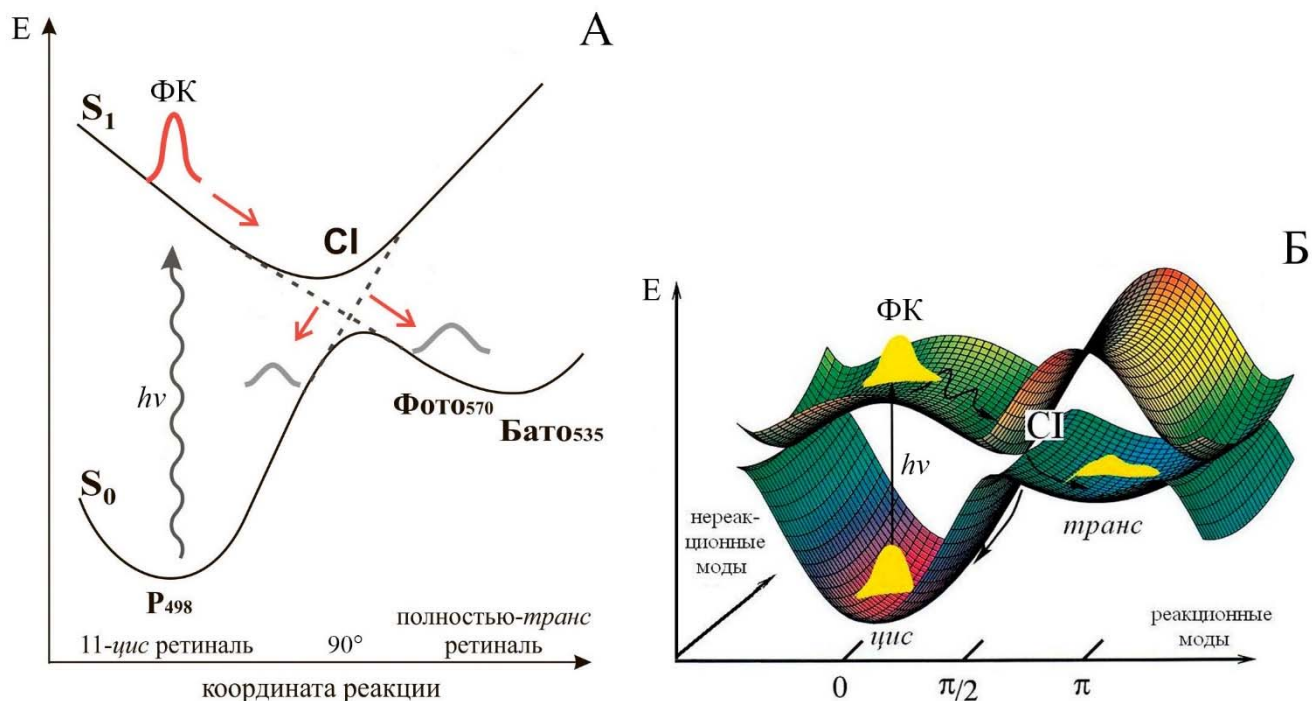 E
А
S₁
ФК
CI
hν
S₀
Фото₅₇₀
Бато₅₃₅
P₄₉₈
11-цис ретиналь
90°
полностью-транс
ретиналь
координата реакции
Б
E
ФК
CI
hν
нереак-
ционные
моды
транс
цис
реакционные
моды
0
π/2
π